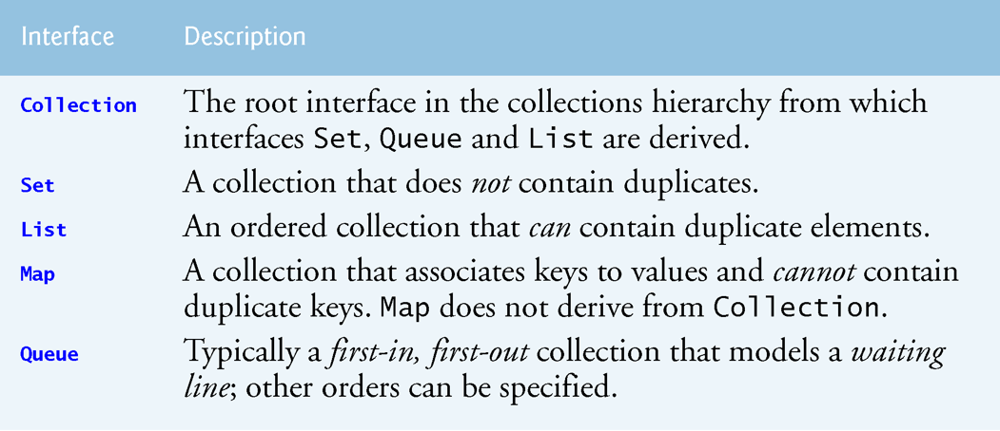 Interface Description
Collection The root interface in the collections hierarchy from which
interfaces Set, Queue and List are derived.
Set A collection that does not contain duplicates.
List An ordered collection that can contain duplicate elements.
Map A collection that associates keys to values and cannot contain
duplicate keys. Map does not derive from Collection.
Queue Typically a first-in, first-out collection that models a waiting
line; other orders can be specified.